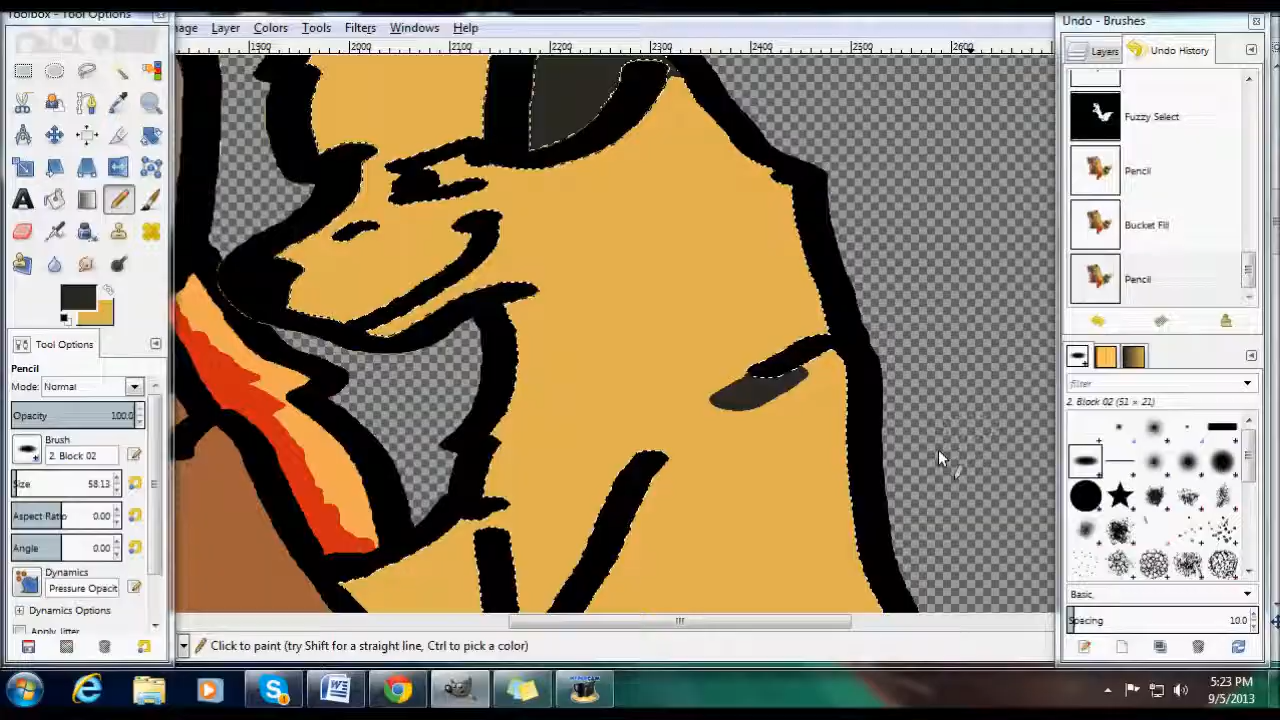 Toolbox - Tool Options
Undo - Brushes
age Layer Colors Tools Filters Windows Help
1900 2000 2100 2200 2300 2400 2500 2600
Layers Undo History
Fuzzy Select
Pencil
Bucket Fill
Pencil
Tool Options
Pencil
Mode: Normal
Opacity 100.0
Brush
2. Block 02
Size 58.13
Aspect Ratio 0.00
Angle 0.00
Dynamics
Pressure Opacit
Dynamics Options
Apply Jitter
filter
2. Block 02 (51 × 21)
Basic,
Spacing 10.0
Click to paint (try Shift for a straight line, Ctrl to pick a color)
5:23 PM
9/5/2013